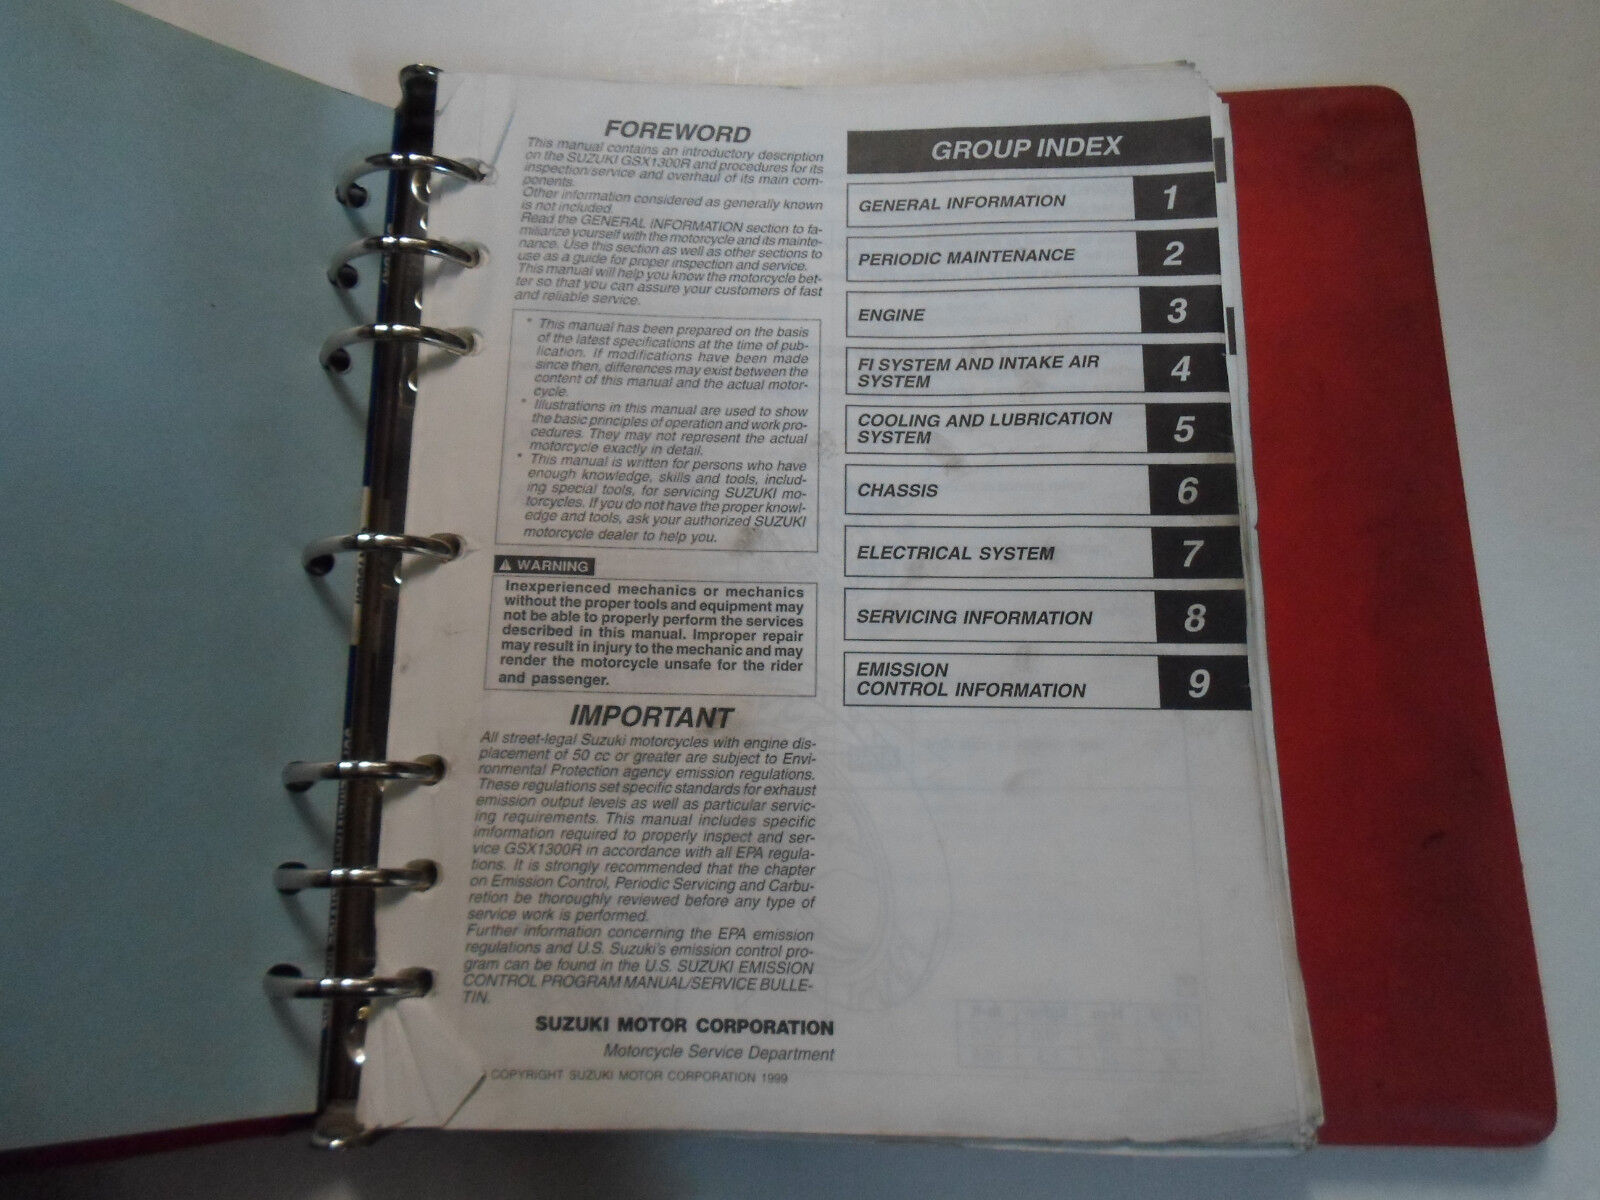 FOREWORD
This manual contains an introductory description
on the SUZUKI GSX1300R and procedures for its
inspection/service and overhaul of its main com-
ponents.
Other information considered as generally known
is not included.
Read the GENERAL INFORMATION section to fa-
miliarize yourself with the motorcycle and its mainte-
nance. Use this section as well as other sections to
use as a guide for proper inspection and service.
This manual will help you know the motorcycle bet-
ter so that you can assure your customers of fast
and reliable service.
* This manual has been prepared on the basis
of the latest specifications at the time of pub-
lication. If modifications have been made
since then, differences may exist between the
content of this manual and the actual motor-
cycle.
* Illustrations in this manual are used to show
the basic principles of operation and work pro-
cedures. They may not represent the actual
motorcycle exactly in detail.
* This manual is written for persons who have
enough knowledge, skills and tools, includ-
ing special tools, for servicing SUZUKI mo-
torcycles. If you do not have the proper knowl-
edge and tools, ask your authorized SUZUKI
motorcycle dealer to help you.
⚠ WARNING
Inexperienced mechanics or mechanics
without the proper tools and equipment may
not be able to properly perform the services
described in this manual. Improper repair
may result in injury to the mechanic and may
render the motorcycle unsafe for the rider
and passenger.
IMPORTANT
All street-legal Suzuki motorcycles with engine dis-
placement of 50 cc or greater are subject to Envi-
ronmental Protection agency emission regulations.
These regulations set specific standards for exhaust
emission output levels as well as particular servic-
ing requirements. This manual includes specific
imformation required to properly inspect and ser-
vice GSX1300R in accordance with all EPA regula-
tions. It is strongly recommended that the chapter
on Emission Control, Periodic Servicing and Carbu-
retion be thoroughly reviewed before any type of
service work is performed.
Further information concerning the EPA emission
regulations and U.S. Suzuki's emission control pro-
gram can be found in the U.S. SUZUKI EMISSION
CONTROL PROGRAM MANUAL/SERVICE BULLE-
TIN.
SUZUKI MOTOR CORPORATION
Motorcycle Service Department
COPYRIGHT SUZUKI MOTOR CORPORATION 1999
GROUP INDEX
GENERAL INFORMATION 1
PERIODIC MAINTENANCE 2
ENGINE 3
FI SYSTEM AND INTAKE AIR
SYSTEM 4
COOLING AND LUBRICATION
SYSTEM 5
CHASSIS 6
ELECTRICAL SYSTEM 7
SERVICING INFORMATION 8
EMISSION
CONTROL INFORMATION 9